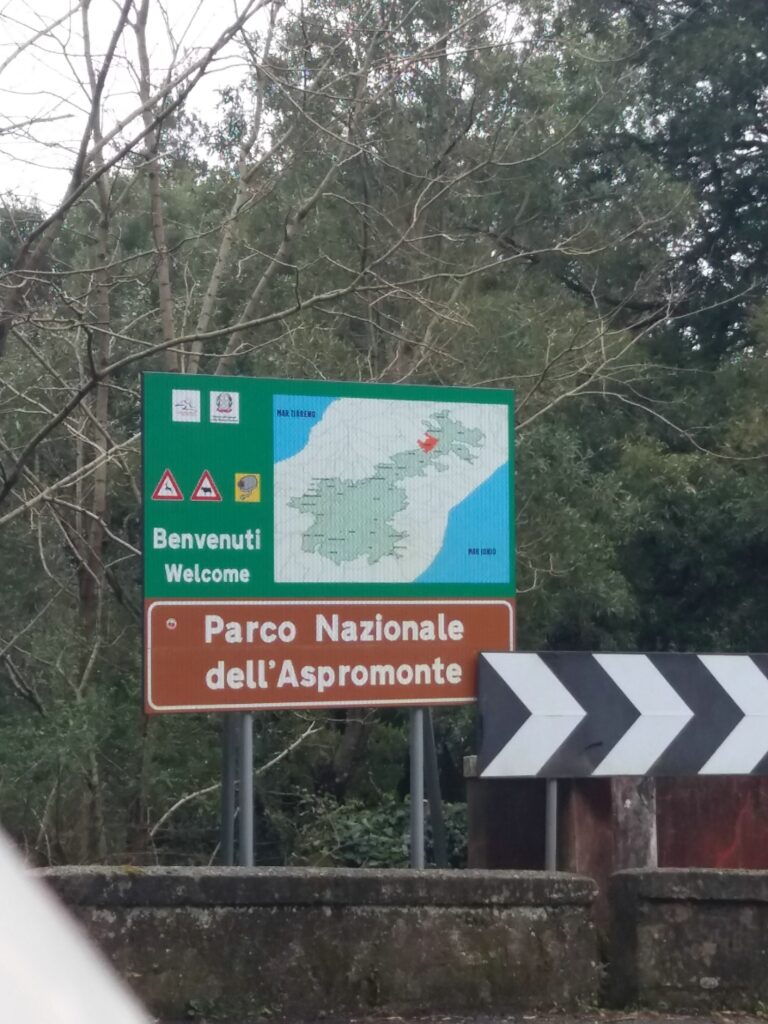 MAR TIRRENO
MAR IONIO
Benvenuti
Welcome
Parco Nazionale
dell'Aspromonte